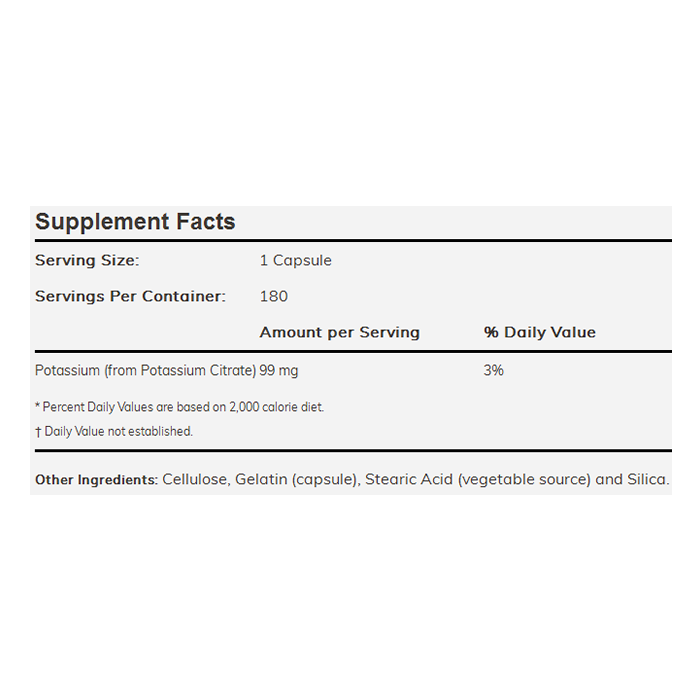 Supplement Facts
Serving Size: 1 Capsule
Servings Per Container: 180
Amount per Serving % Daily Value
Potassium (from Potassium Citrate) 99 mg 3%
* Percent Daily Values are based on 2,000 calorie diet.
† Daily Value not established.
Other Ingredients: Cellulose, Gelatin (capsule), Stearic Acid (vegetable source) and Silica.